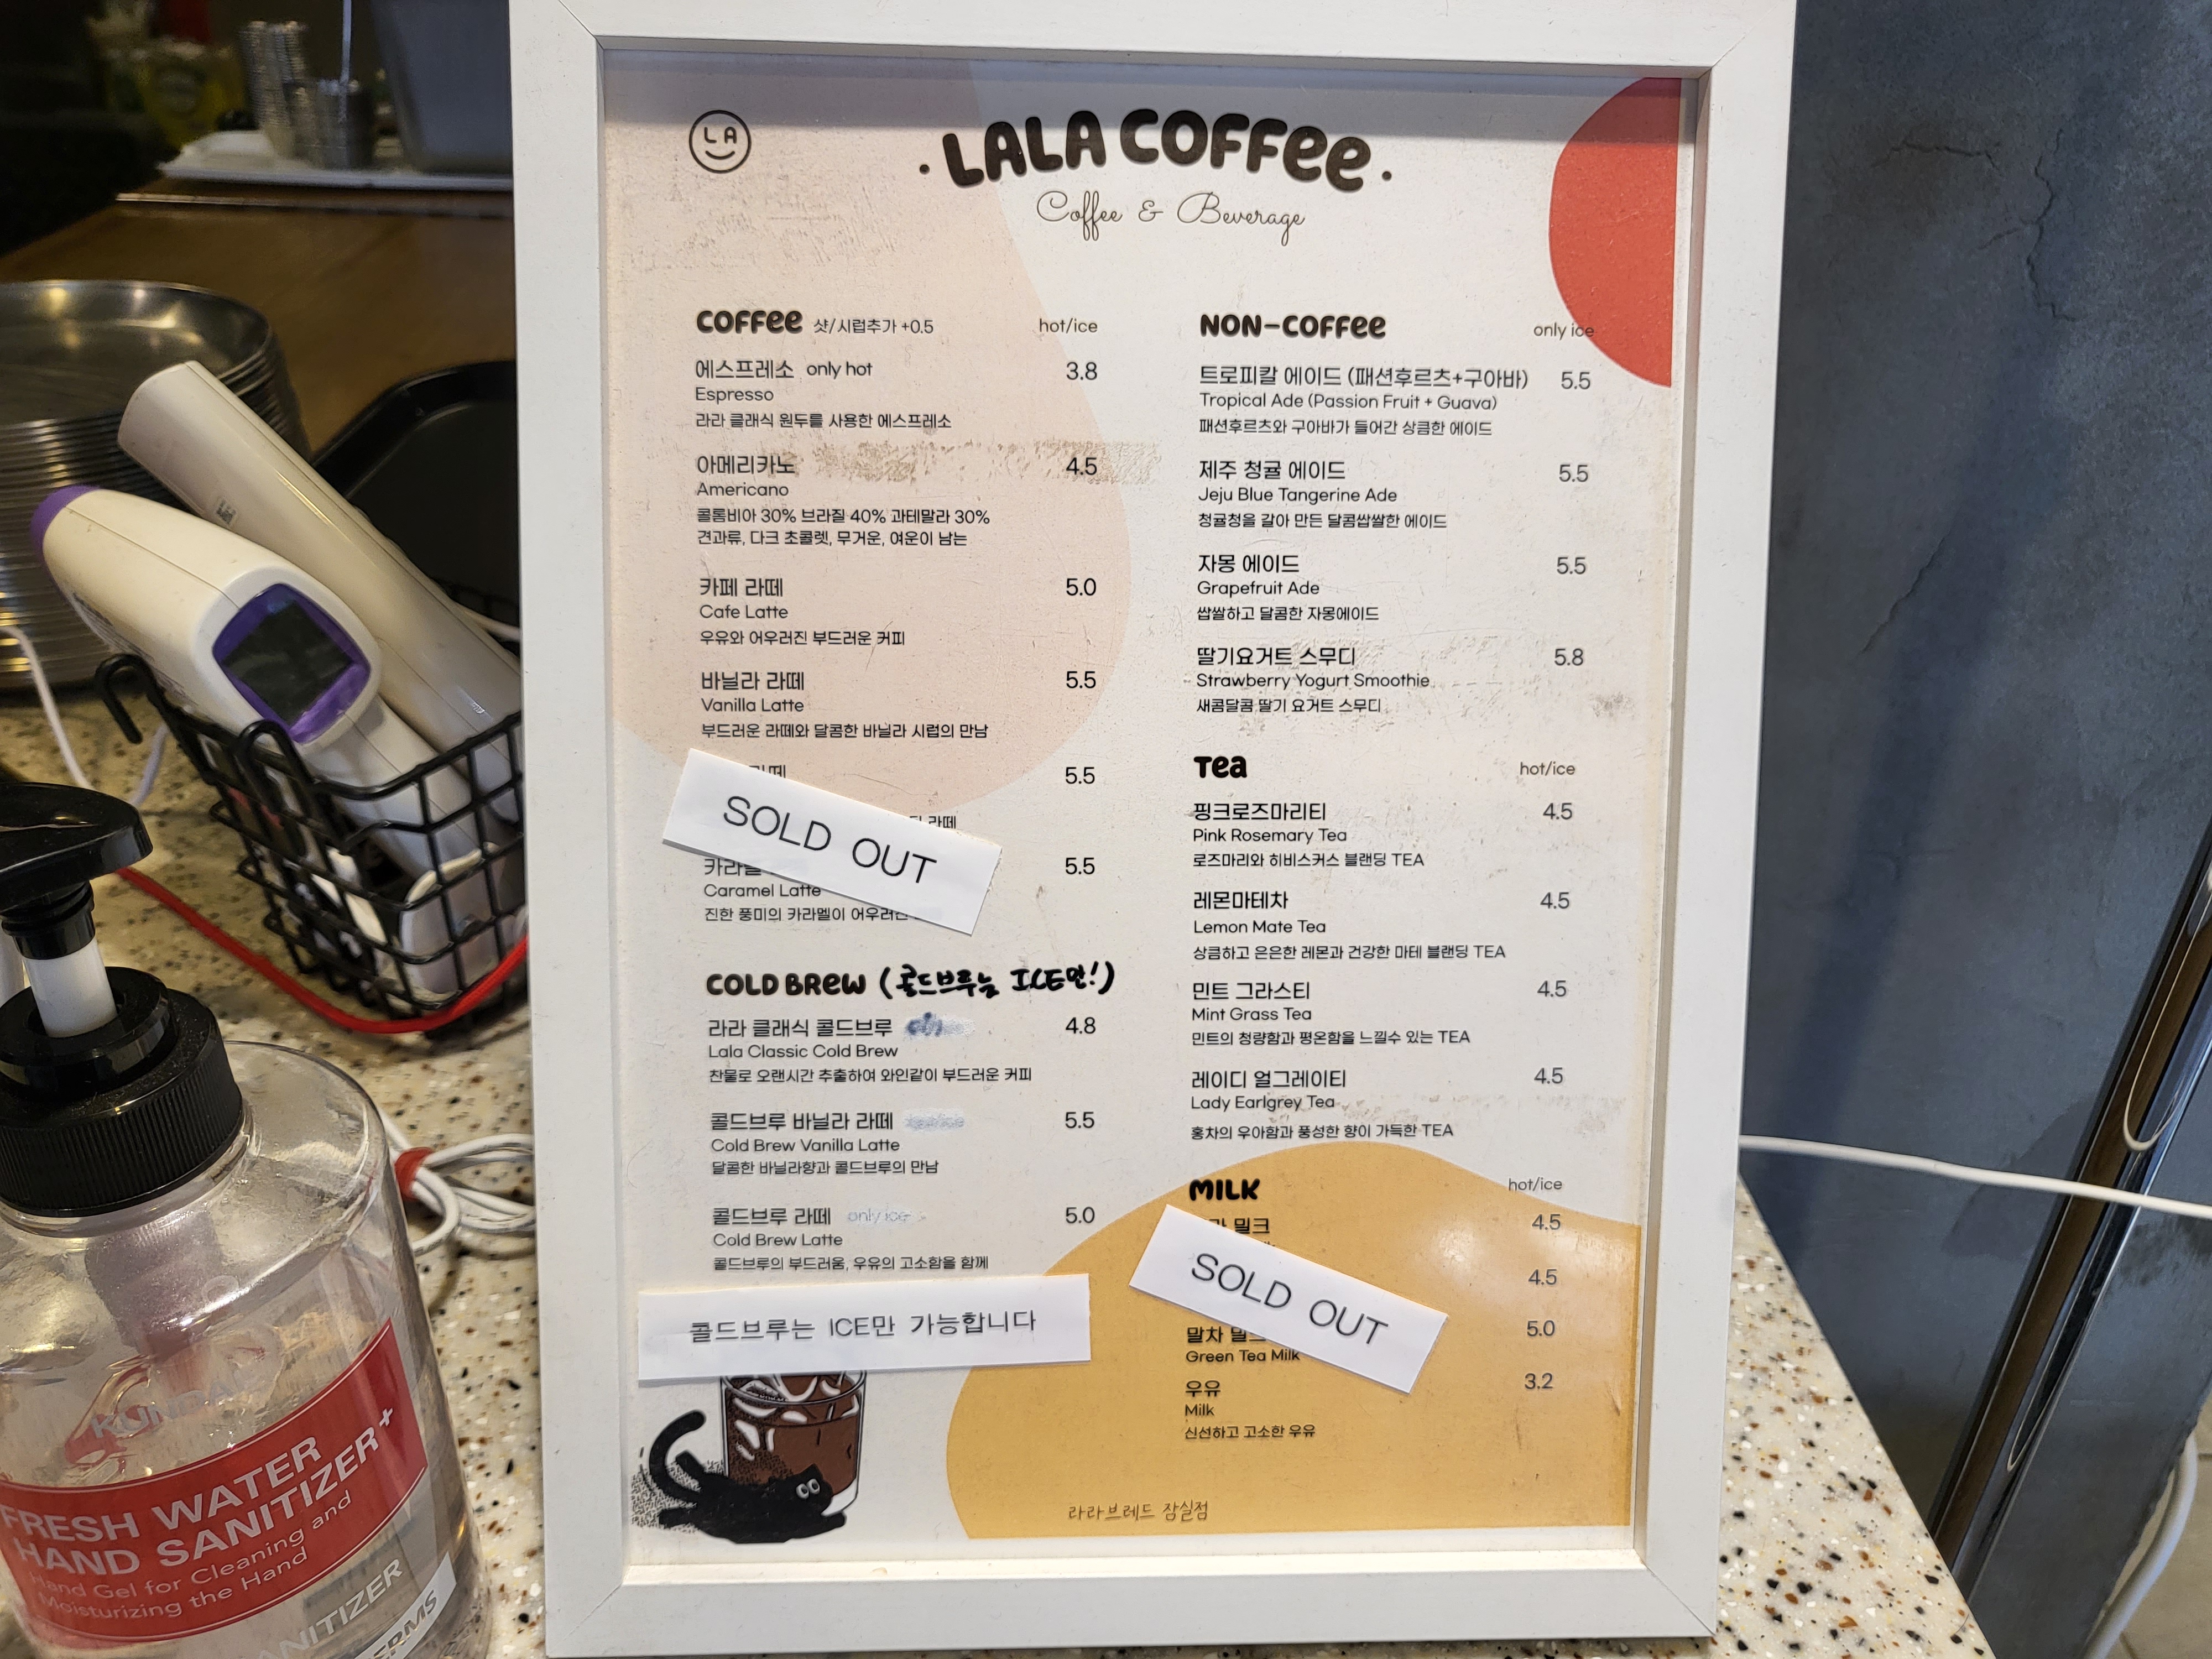 LA
LALA COFFee
Coffee & Beverage
COFFee 샷/시럽추가 +0.5 hot/ice
에스프레소 only hot 3.8
Espresso
라라 클래식 원두를 사용한 에스프레소
아메리카노 4.5
Americano
콜롬비아 30% 브라질 40% 과테말라 30%
견과류, 다크 초콜렛, 무거운, 여운이 남는
카페 라떼 5.0
Cafe Latte
우유와 어우러진 부드러운 커피
바닐라 라떼 5.5
Vanilla Latte
부드러운 라떼와 달콤한 바닐라 시럽의 만남
라떼 5.5
라떼
SOLD OUT
5.5
Caramel Latte
진한 풍미의 카라멜이 어우러진
COLD BReW (콜드브루는 ICE만!)
라라 클래식 콜드브루 4.8
Lala Classic Cold Brew
찬물로 오랜시간 추출하여 와인같이 부드러운 커피
콜드브루 바닐라 라떼 5.5
Cold Brew Vanilla Latte
달콤한 바닐라향과 콜드브루의 만남
콜드브루 라떼 only ice 5.0
Cold Brew Latte
콜드브루의 부드러움, 우유의 고소함을 함께
콜드브루는 ICE만 가능합니다
NON-COFFee only ice
트로피칼 에이드 (패션후르츠+구아바) 5.5
Tropical Ade (Passion Fruit + Guava)
패션후르츠와 구아바가 들어간 상큼한 에이드
제주 청귤 에이드 5.5
Jeju Blue Tangerine Ade
청귤청을 갈아 만든 달콤쌉쌀한 에이드
자몽 에이드 5.5
Grapefruit Ade
쌉쌀하고 달콤한 자몽에이드
딸기요거트 스무디 5.8
Strawberry Yogurt Smoothie
새콤달콤 딸기 요거트 스무디
Tea hot/ice
핑크로즈마리티 4.5
Pink Rosemary Tea
로즈마리와 히비스커스 블랜딩 TEA
레몬마테차 4.5
Lemon Mate Tea
상큼하고 은은한 레몬과 건강한 마테 블랜딩 TEA
민트 그라스티 4.5
Mint Grass Tea
민트의 청량함과 평온함을 느낄수 있는 TEA
레이디 얼그레이티 4.5
Lady Earlgrey Tea
홍차의 우아함과 풍성한 향이 가득한 TEA
MILK hot/ice
밀크 4.5
SOLD OUT
4.5
말차 밀크 5.0
Green Tea Milk
우유 3.2
Milk
신선하고 고소한 우유
라라브레드 잠실점
KUNDAL
FRESH WATER
HAND SANITIZER+
Hand Gel for Cleaning and
Moisturizing the Hand